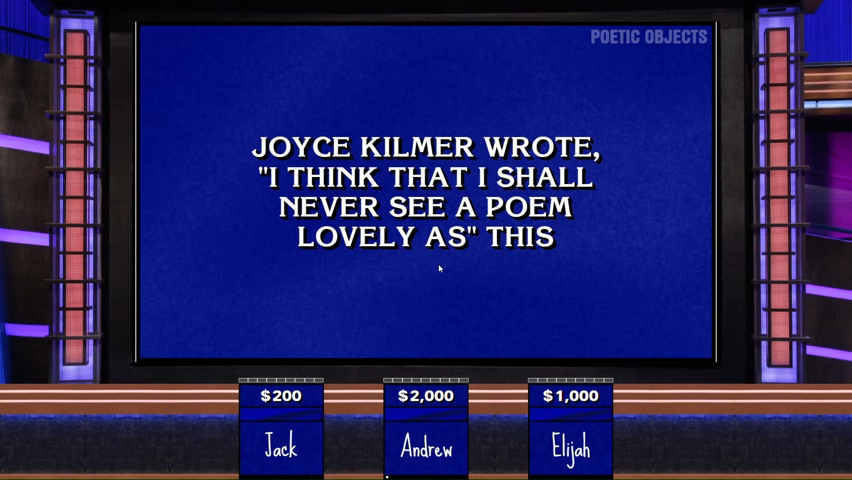 POETIC OBJECTS
JOYCE KILMER WROTE,
"I THINK THAT I SHALL
NEVER SEE A POEM
LOVELY AS" THIS
$200
$2,000
$1,000
Jack
Andrew
Elijah